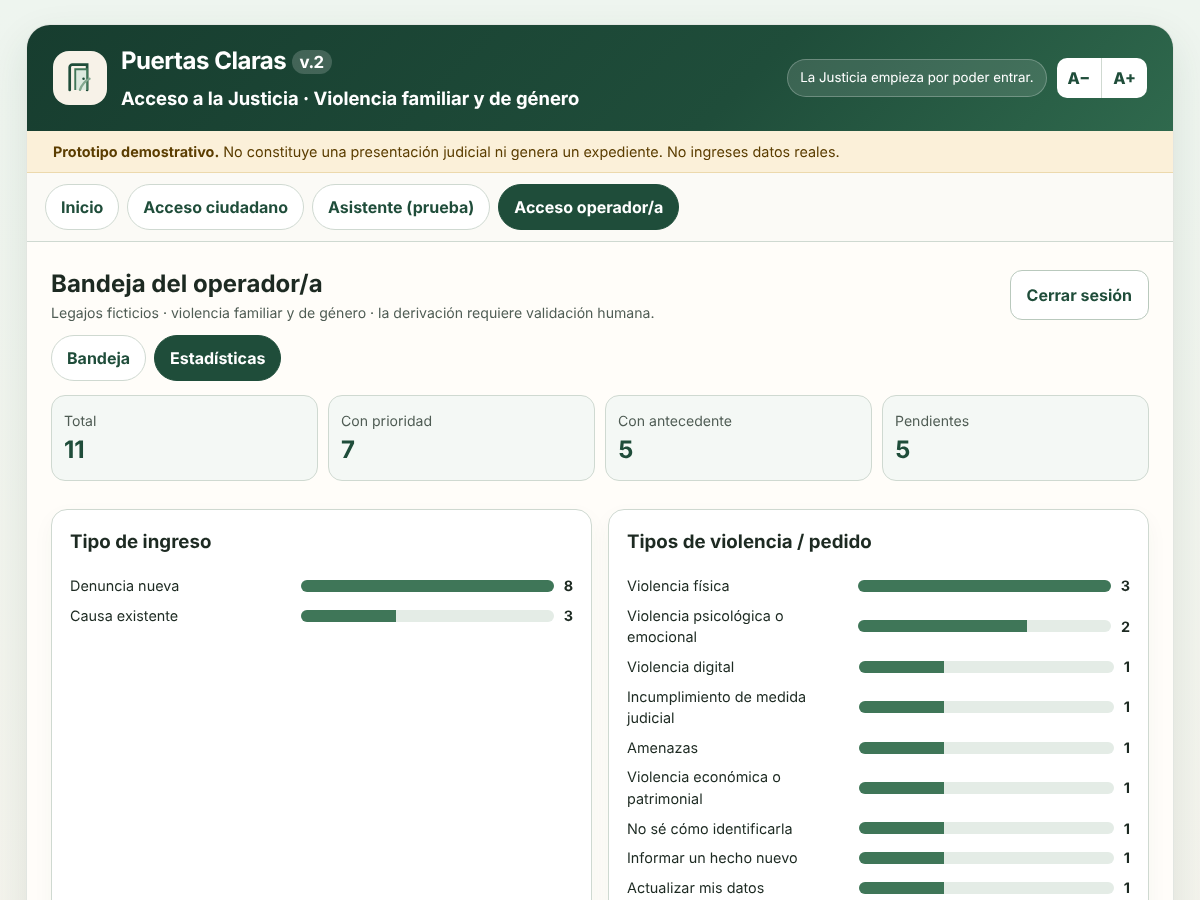 Puertas Claras v.2
Acceso a la Justicia · Violencia familiar y de género
La Justicia empieza por poder entrar.
A−
A+
Prototipo demostrativo. No constituye una presentación judicial ni genera un expediente. No ingreses datos reales.
Inicio
Acceso ciudadano
Asistente (prueba)
Acceso operador/a
Bandeja del operador/a
Legajos ficticios · violencia familiar y de género · la derivación requiere validación humana.
Cerrar sesión
Bandeja
Estadísticas
Total
11
Con prioridad
7
Con antecedente
5
Pendientes
5
Tipo de ingreso
Denuncia nueva 8
Causa existente 3
Tipos de violencia / pedido
Violencia física 3
Violencia psicológica o
emocional 2
Violencia digital 1
Incumplimiento de medida
judicial 1
Amenazas 1
Violencia económica o
patrimonial 1
No sé cómo identificarla 1
Informar un hecho nuevo 1
Actualizar mis datos 1